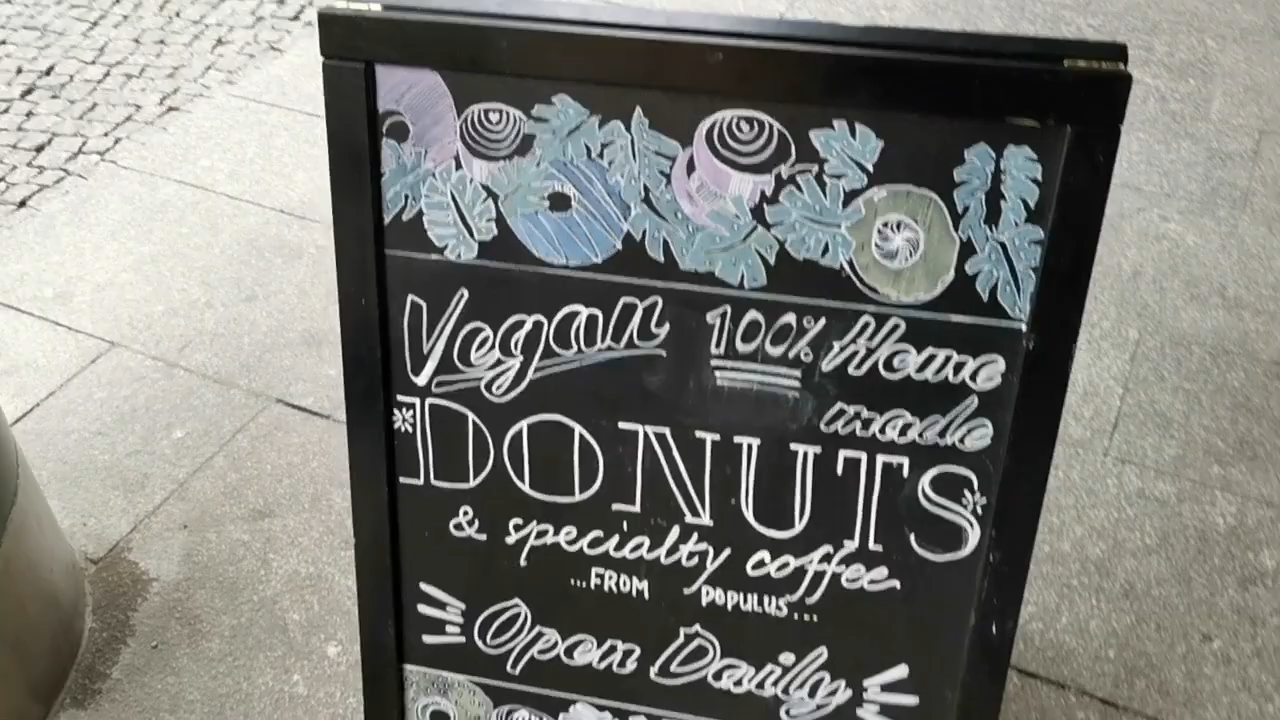 Vegan 100% Home
made
DONUTS
& specialty coffee
...FROM POPULUS...
Open Daily